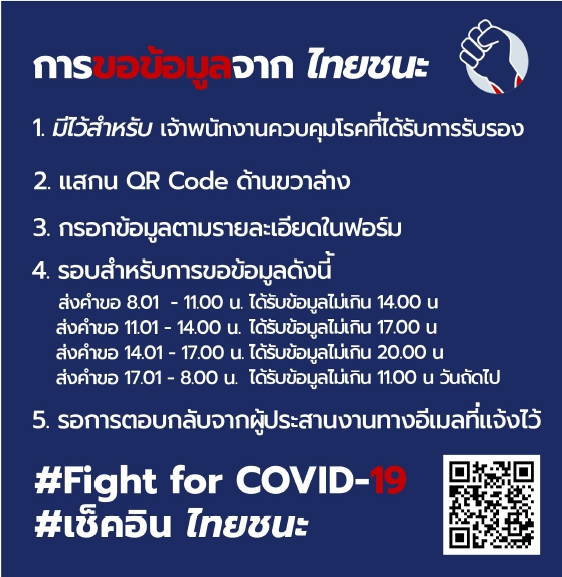 การขอข้อมูลจาก ไทยชนะ
1. มีไว้สำหรับ เจ้าพนักงานควบคุมโรคที่ได้รับการรับรอง
2. แสกน QR Code ด้านขวาล่าง
3. กรอกข้อมูลตามรายละเอียดในฟอร์ม
4. รอบสำหรับการขอข้อมูลดังนี้
ส่งคำขอ 8.01 - 11.00 น. ได้รับข้อมูลไม่เกิน 14.00 น
ส่งคำขอ 11.01 - 14.00 น. ได้รับข้อมูลไม่เกิน 17.00 น
ส่งคำขอ 14.01 - 17.00 น. ได้รับข้อมูลไม่เกิน 20.00 น
ส่งคำขอ 17.01 - 8.00 น. ได้รับข้อมูลไม่เกิน 11.00 น วันถัดไป
5. รอการตอบกลับจากผู้ประสานงานทางอีเมลที่แจ้งไว้
#Fight for COVID-19
#เช็คอิน ไทยชนะ